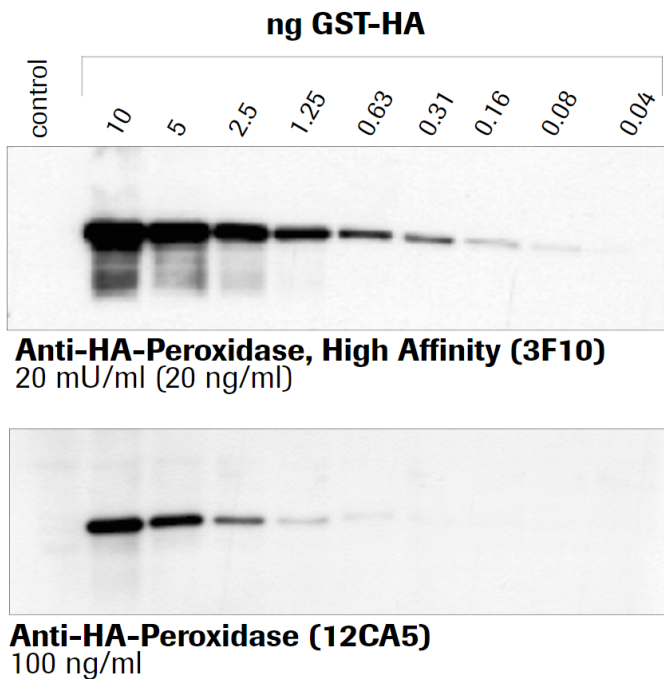 ng GST-HA
control 10 5 2.5 1.25 0.63 0.31 0.16 0.08 0.04
Anti-HA-Peroxidase, High Affinity (3F10)
20 mU/ml (20 ng/ml)
Anti-HA-Peroxidase (12CA5)
100 ng/ml